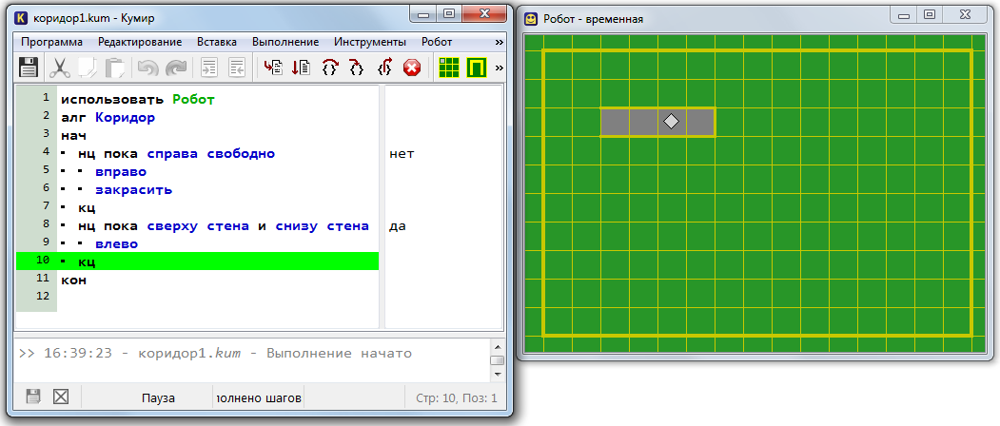 коридор1.kum - Кумир
Программа Редактирование Вставка Выполнение Инструменты Робот »
»
1 использовать Робот
2 алг Коридор
3 нач
4 нц пока справа свободно нет
5 вправо
6 закрасить
7 кц
8 нц пока сверху стена и снизу стена да
9 влево
10 кц
11 кон
12
>> 16:39:23 - коридор1.kum - Выполнение начато
Пауза олнено шагов Стр: 10, Поз: 1
Робот - временная